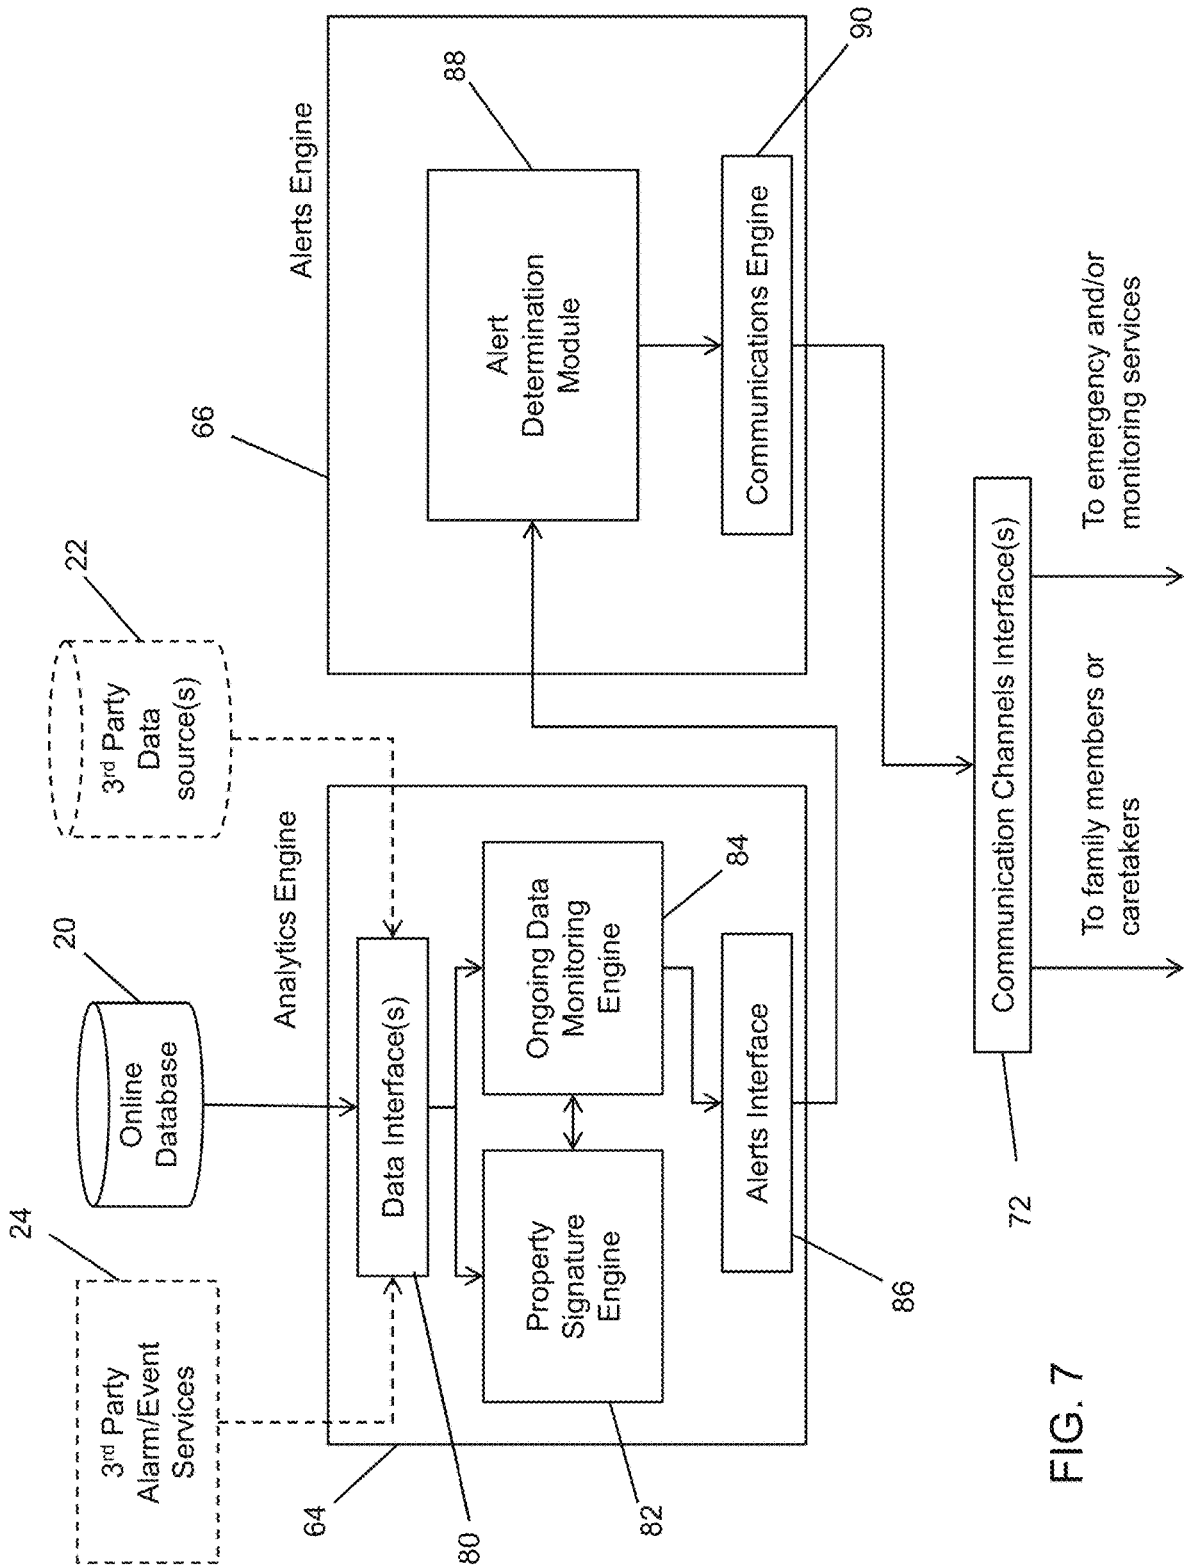 24
3rd Party
Alarm/Event
Services
20
Online
Database
22
3rd Party
Data
source(s)
64
Analytics Engine
80
Data Interface(s)
82
Property
Signature
Engine
84
Ongoing Data
Monitoring
Engine
86
Alerts Interface
66
Alerts Engine
88
Alert
Determination
Module
90
Communications Engine
72
Communication Channels Interface(s)
To family members or
caretakers
To emergency and/or
monitoring services
FIG. 7